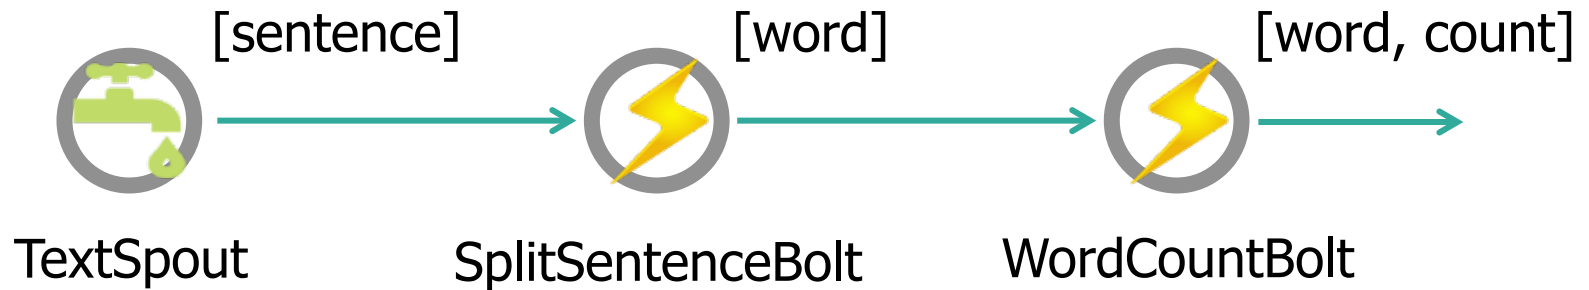 [sentence]
[word]
[word, count]
TextSpout
SplitSentenceBolt
WordCountBolt